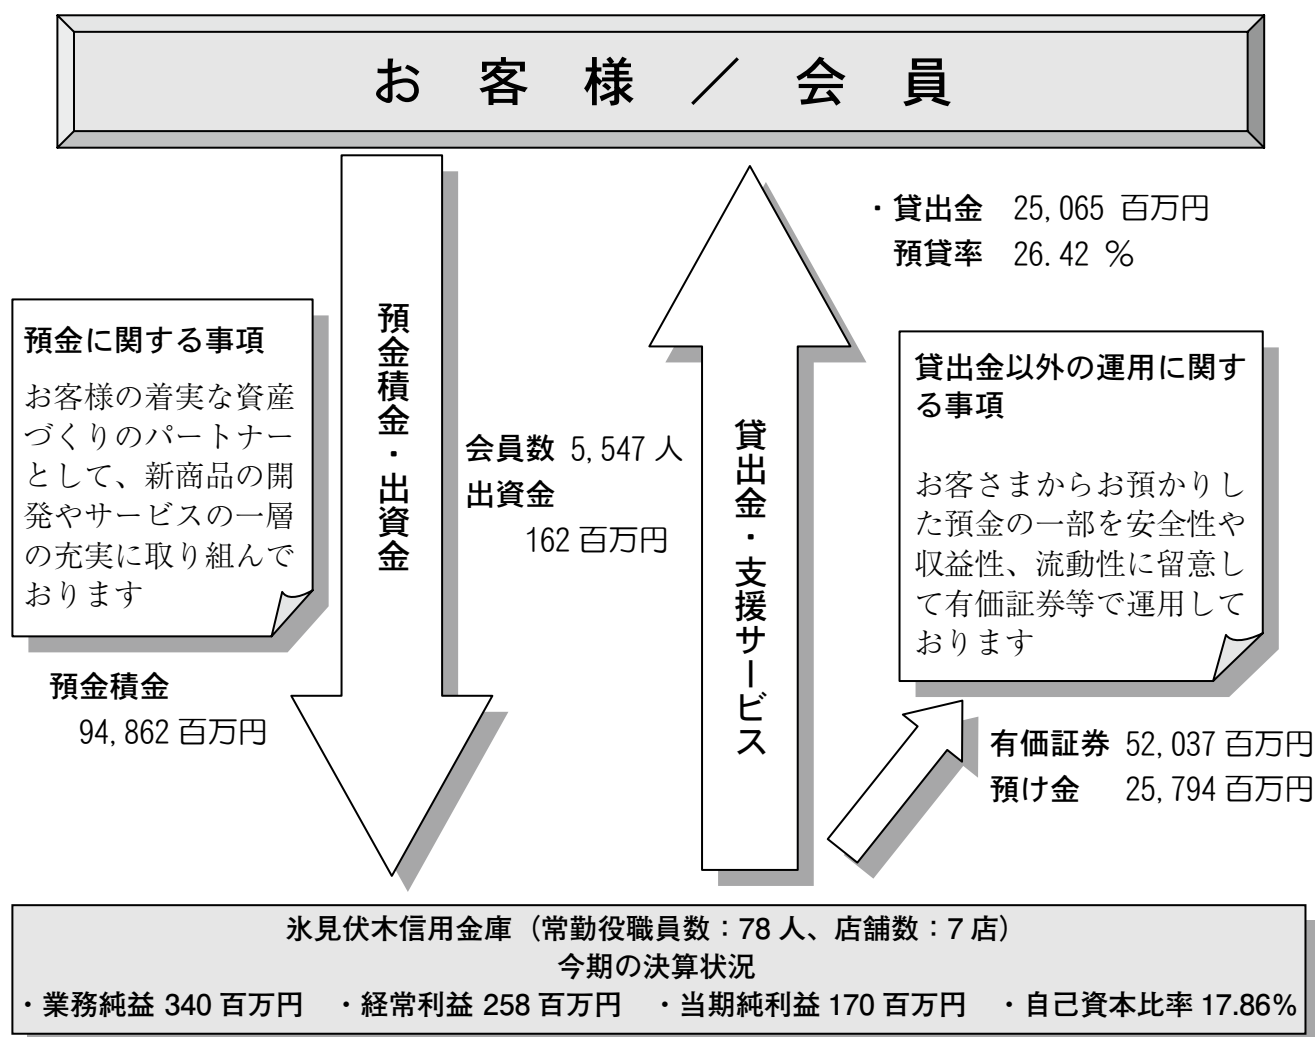 お客様／会員
・貸出金 25,065 百万円
預貸率 26.42 %
預金に関する事項
お客様の着実な資産
づくりのパートナー
として、新商品の開
発やサービスの一層
の充実に取り組んで
おります
預金積金
94,862 百万円
預金積金・出資金
会員数 5,547 人
出資金
162 百万円
貸出金・支援サービス
貸出金以外の運用に関す
る事項
お客さまからお預かりし
た預金の一部を安全性や
収益性、流動性に留意し
て有価証券等で運用して
おります
有価証券 52,037 百万円
預け金 25,794 百万円
氷見伏木信用金庫（常勤役職員数：78 人、店舗数：7 店）
今期の決算状況
・業務純益 340 百万円 ・経常利益 258 百万円 ・当期純利益 170 百万円 ・自己資本比率 17.86%